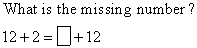 What is the missing number ?
12 + 2 = □ + 12